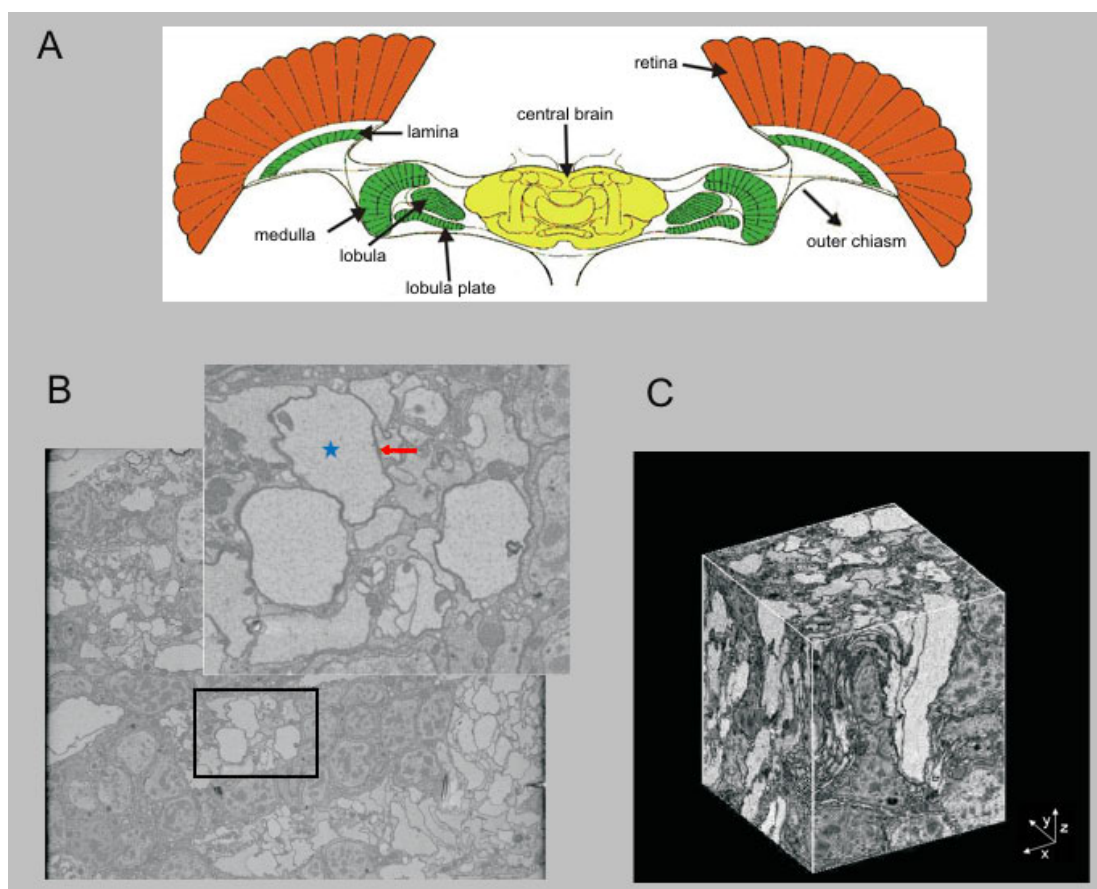 A
retina
central brain
lamina
medulla
lobula
lobula plate
outer chiasm
B
C
y
z
x